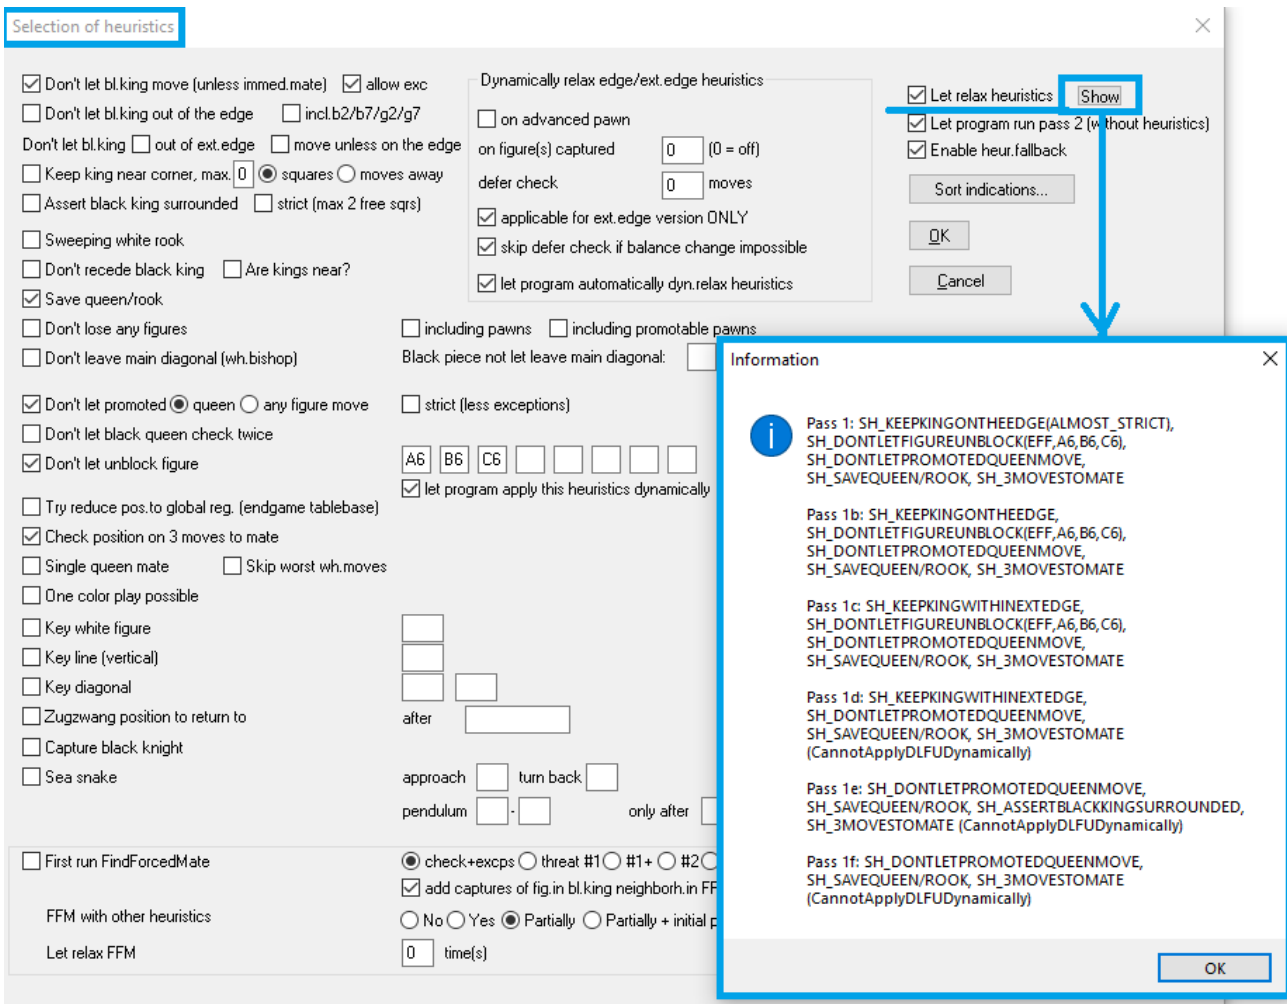 Selection of heuristics
Don't let bl.king move (unless immed.mate) allow exc
Don't let bl.king out of the edge incl.b2/b7/g2/g7
Don't let bl.king out of ext.edge move unless on the edge
Keep king near corner, max. 0 squares moves away
Assert black king surrounded strict (max 2 free sqrs)
Sweeping white rook
Don't recede black king Are kings near?
Save queen/rook
Don't lose any figures including pawns including promotable pawns
Don't leave main diagonal (wh.bishop) Black piece not let leave main diagonal:
Don't let promoted queen any figure move strict (less exceptions)
Don't let black queen check twice
Don't let unblock figure A6 B6 C6
let program apply this heuristics dynamically
Try reduce pos.to global reg. (endgame tablebase)
Check position on 3 moves to mate
Single queen mate Skip worst wh.moves
One color play possible
Key white figure
Key line (vertical)
Key diagonal
Zugzwang position to return to after
Capture black knight
Sea snake approach turn back
pendulum - only after
First run FindForcedMate check+excps threat #1 #1+ #2
add captures of fig.in bl.king neighborh.in FF
FFM with other heuristics No Yes Partially Partially + initial p
Let relax FFM 0 time(s)
Dynamically relax edge/ext.edge heuristics
on advanced pawn
on figure(s) captured 0 (0 = off)
defer check 0 moves
applicable for ext.edge version ONLY
skip defer check if balance change impossible
let program automatically dyn.relax heuristics
Let relax heuristics Show
Let program run pass 2 (without heuristics)
Enable heur.fallback
Sort indications...
OK
Cancel
Information
Pass 1: SH_KEEPKINGONTHEEDGE(ALMOST_STRICT),
SH_DONTLETFIGUREUNBLOCK(EFF,A6,B6,C6),
SH_DONTLETPROMOTEDQUEENMOVE,
SH_SAVEQUEEN/ROOK, SH_3MOVESTOMATE
Pass 1b: SH_KEEPKINGONTHEEDGE,
SH_DONTLETFIGUREUNBLOCK(EFF,A6,B6,C6),
SH_DONTLETPROMOTEDQUEENMOVE,
SH_SAVEQUEEN/ROOK, SH_3MOVESTOMATE
Pass 1c: SH_KEEPKINGWITHINEXTEDGE,
SH_DONTLETFIGUREUNBLOCK(EFF,A6,B6,C6),
SH_DONTLETPROMOTEDQUEENMOVE,
SH_SAVEQUEEN/ROOK, SH_3MOVESTOMATE
Pass 1d: SH_KEEPKINGWITHINEXTEDGE,
SH_DONTLETPROMOTEDQUEENMOVE,
SH_SAVEQUEEN/ROOK, SH_3MOVESTOMATE
(CannotApplyDLFUDynamically)
Pass 1e: SH_DONTLETPROMOTEDQUEENMOVE,
SH_SAVEQUEEN/ROOK, SH_ASSERTBLACKKINGSURROUNDED,
SH_3MOVESTOMATE (CannotApplyDLFUDynamically)
Pass 1f: SH_DONTLETPROMOTEDQUEENMOVE,
SH_SAVEQUEEN/ROOK, SH_3MOVESTOMATE
(CannotApplyDLFUDynamically)
OK